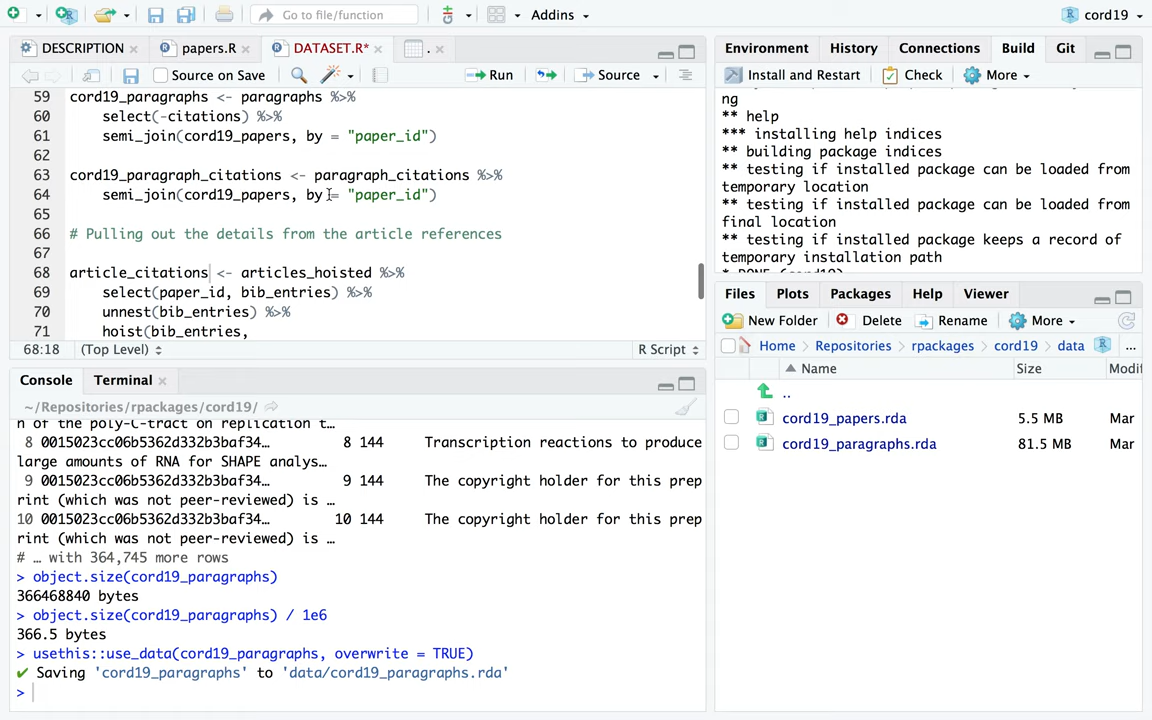 Go to file/function
Addins
cord19
DESCRIPTION
papers.R
DATASET.R*
.
Source on Save
Run
Source
59 cord19_paragraphs <- paragraphs %>%
60 select(-citations) %>%
61 semi_join(cord19_papers, by = "paper_id")
62
63 cord19_paragraph_citations <- paragraph_citations %>%
64 semi_join(cord19_papers, by = "paper_id")
65
66 # Pulling out the details from the article references
67
68 article_citations <- articles_hoisted %>%
69 select(paper_id, bib_entries) %>%
70 unnest(bib_entries) %>%
71 hoist(bib_entries,
68:18 (Top Level) R Script
Console Terminal
~/Repositories/rpackages/cord19/
n of the poly-C-tract on replication t…
8 0015023cc06b5362d332b3baf34… 8 144 Transcription reactions to produce
large amounts of RNA for SHAPE analys…
9 0015023cc06b5362d332b3baf34… 9 144 The copyright holder for this prep
rint (which was not peer-reviewed) is …
10 0015023cc06b5362d332b3baf34… 10 144 The copyright holder for this prep
rint (which was not peer-reviewed) is …
# … with 364,745 more rows
> object.size(cord19_paragraphs)
366468840 bytes
> object.size(cord19_paragraphs) / 1e6
366.5 bytes
> usethis::use_data(cord19_paragraphs, overwrite = TRUE)
✔ Saving 'cord19_paragraphs' to 'data/cord19_paragraphs.rda'
>
Environment History Connections Build Git
Install and Restart Check More
ng
** help
*** installing help indices
** building package indices
** testing if installed package can be loaded from
temporary location
** testing if installed package can be loaded from
final location
** testing if installed package keeps a record of
temporary installation path
* DONE (cord19)
Files Plots Packages Help Viewer
New Folder Delete Rename More
Home Repositories rpackages cord19 data ...
Name Size Modif
..
cord19_papers.rda 5.5 MB Mar
cord19_paragraphs.rda 81.5 MB Mar